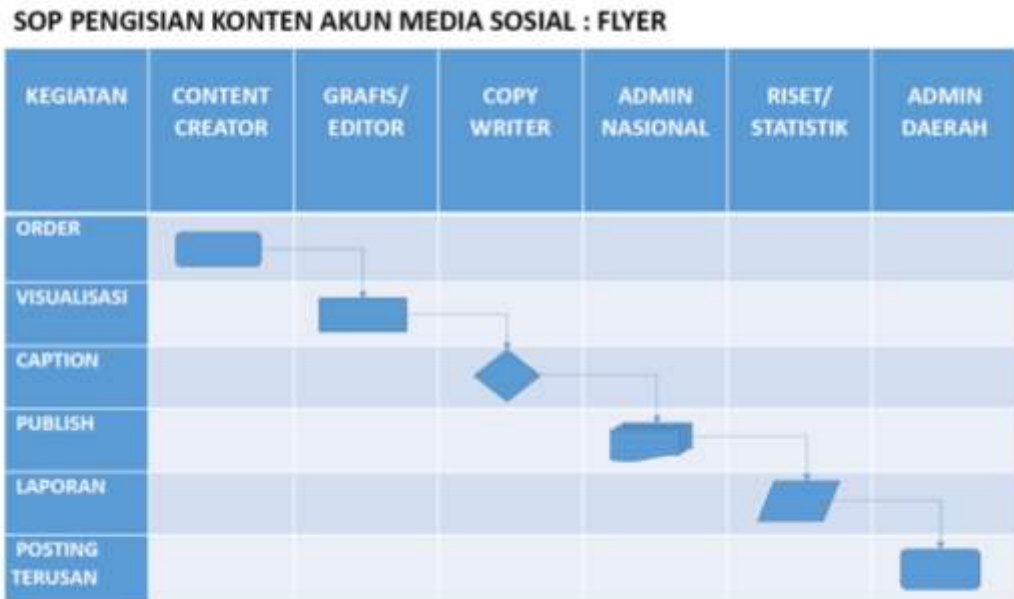 SOP PENGISIAN KONTEN AKUN MEDIA SOSIAL : FLYER
KEGIATAN
CONTENT
CREATOR
GRAFIS/
EDITOR
COPY
WRITER
ADMIN
NASIONAL
RISET/
STATISTIK
ADMIN
DAERAH
ORDER
VISUALISASI
CAPTION
PUBLISH
LAPORAN
POSTING
TERUSAN